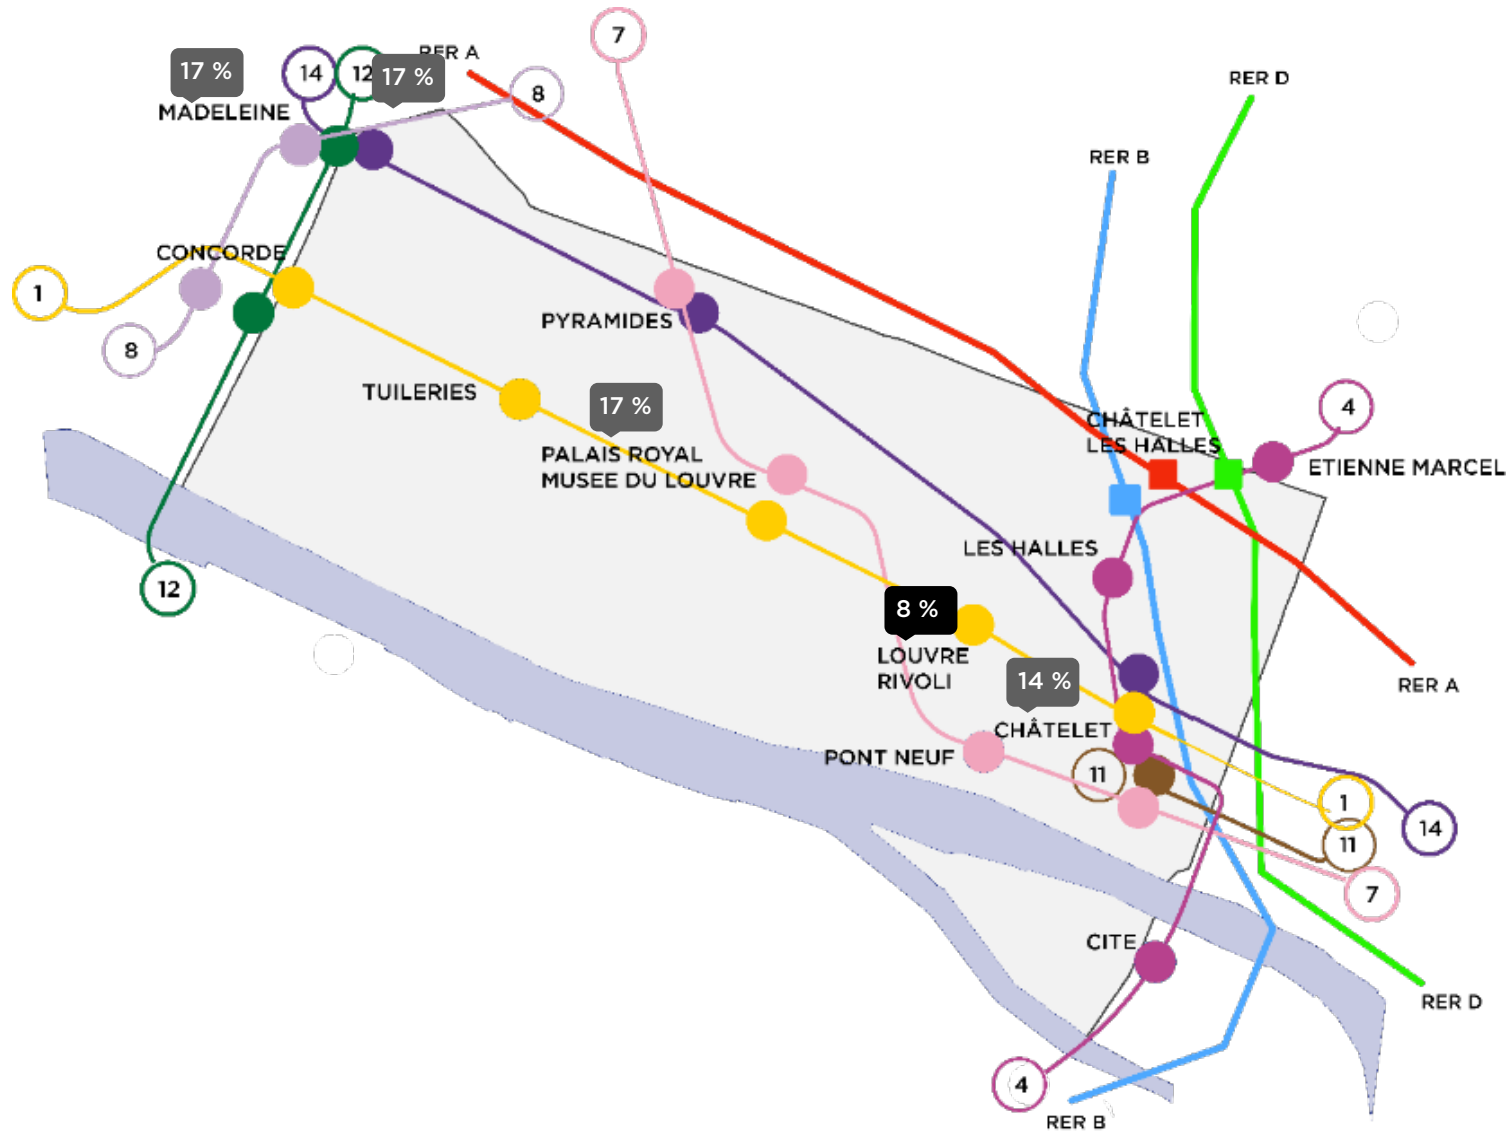 7
RER A
17 %
14
12
17 %
RER D
8
MADELEINE
RER B
CONCORDE
1
PYRAMIDES
8
TUILERIES
17 %
4
CHÂTELET
LES HALLES
PALAIS ROYAL
MUSEE DU LOUVRE
ETIENNE MARCEL
LES HALLES
12
8 %
LOUVRE
RIVOLI
14 %
RER A
CHÂTELET
PONT NEUF
11
1
14
11
7
CITE
RER D
4
RER B